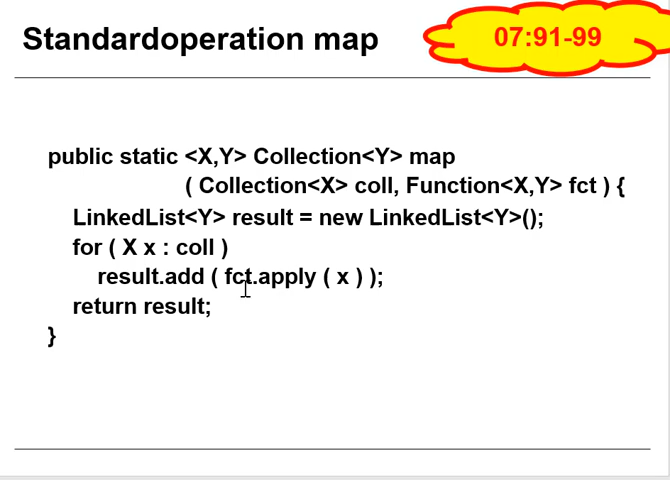 Standardoperation map
07:91-99
public static <X,Y> Collection<Y> map
( Collection<X> coll, Function<X,Y> fct ) {
LinkedList<Y> result = new LinkedList<Y>();
for ( X x : coll )
result.add ( fct.apply ( x ) );
return result;
}